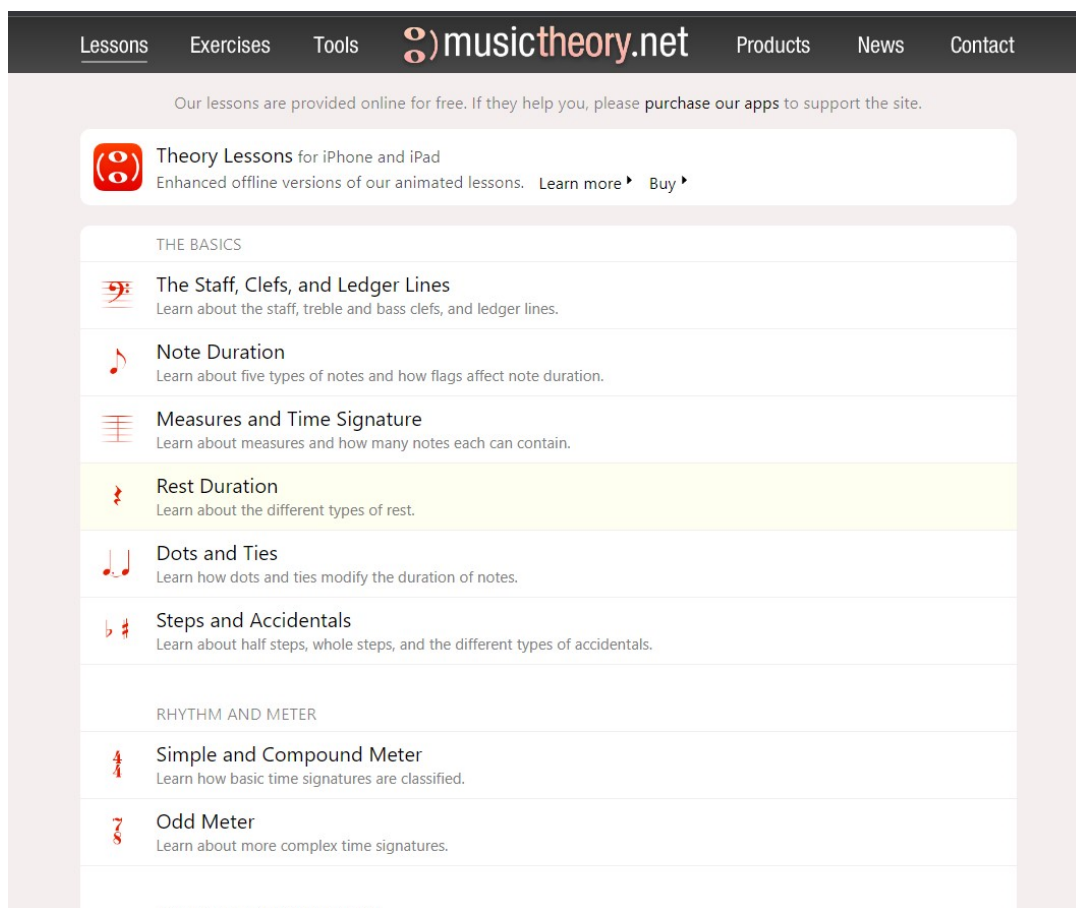 Lessons Exercises Tools musictheory.net Products News Contact
Our lessons are provided online for free. If they help you, please purchase our apps to support the site.
Theory Lessons for iPhone and iPad
Enhanced offline versions of our animated lessons. Learn more Buy
THE BASICS
The Staff, Clefs, and Ledger Lines
Learn about the staff, treble and bass clefs, and ledger lines.
Note Duration
Learn about five types of notes and how flags affect note duration.
Measures and Time Signature
Learn about measures and how many notes each can contain.
Rest Duration
Learn about the different types of rest.
Dots and Ties
Learn how dots and ties modify the duration of notes.
Steps and Accidentals
Learn about half steps, whole steps, and the different types of accidentals.
RHYTHM AND METER
4
4
Simple and Compound Meter
Learn how basic time signatures are classified.
7
8
Odd Meter
Learn about more complex time signatures.